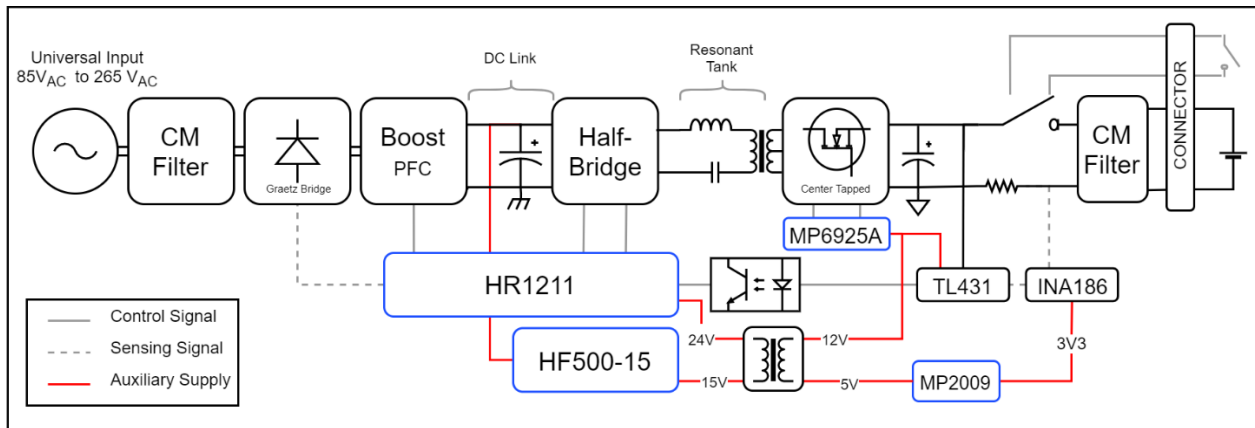 Universal Input
85VAC to 265 VAC
DC Link
Resonant
Tank
CM
Filter
Graetz Bridge
Boost
PFC
+
Half-
Bridge
Center Tapped
+
CM
Filter
CONNECTOR
MP6925A
HR1211
TL431
INA186
24V
12V
3V3
HF500-15
15V
5V
MP2009
Control Signal
Sensing Signal
Auxiliary Supply